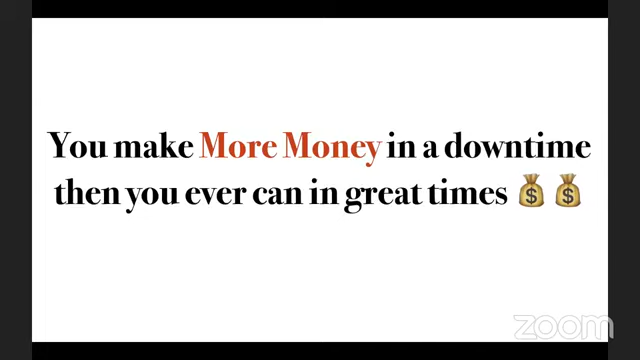 You make More Money in a downtime
then you ever can in great times 💰 💰
zoom